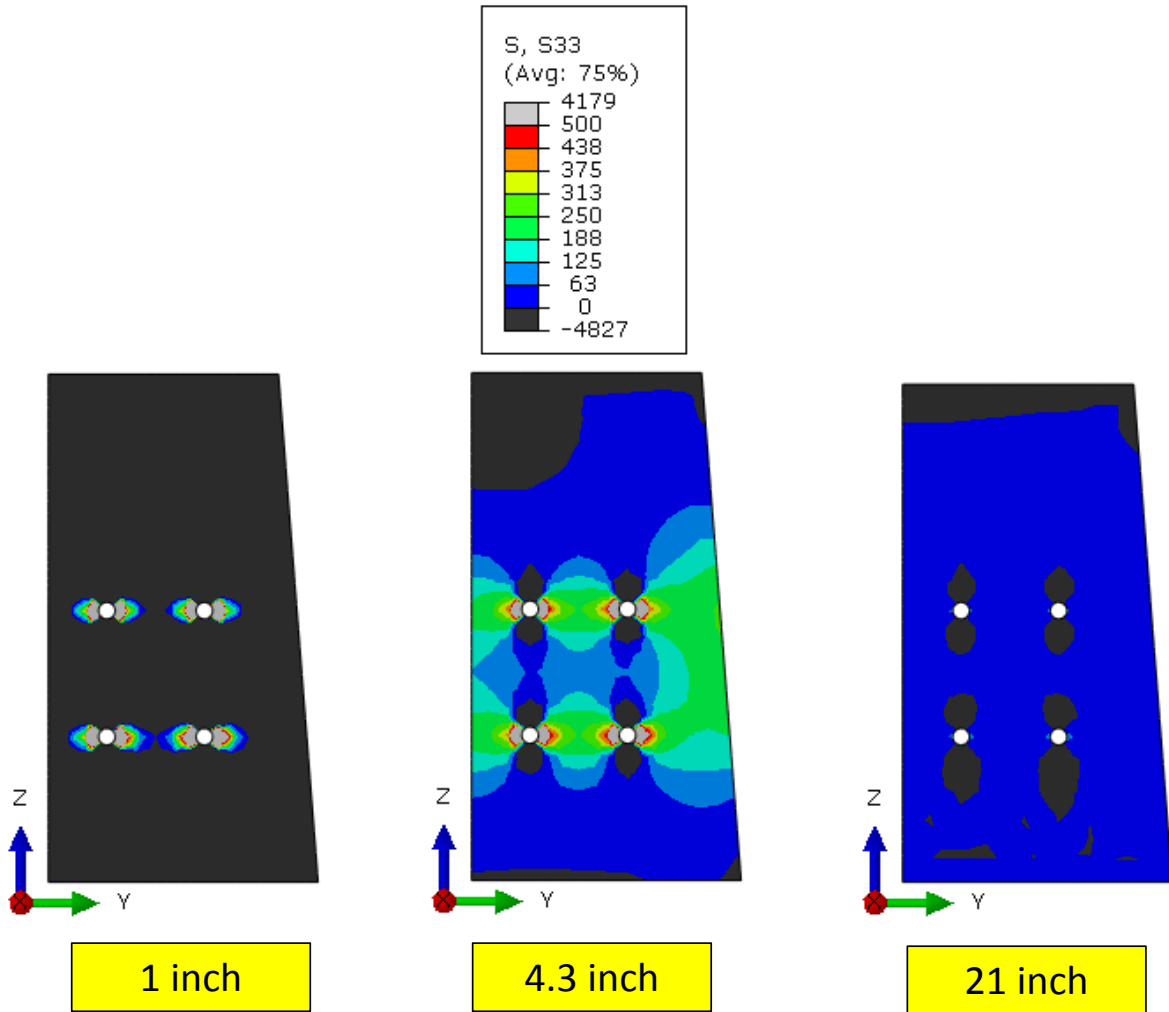 S, S33
(Avg: 75%)
4179
500
438
375
313
250
188
125
63
0
-4827
Z
Y
Z
Y
Z
Y
1 inch
4.3 inch
21 inch